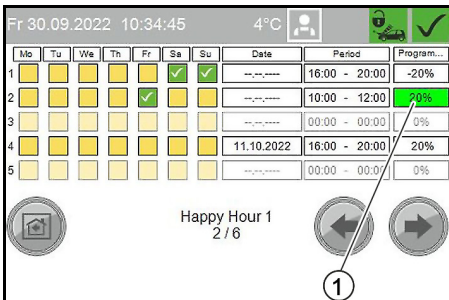 Fr 30.09.2022 10:34:45 4°C
Mo Tu We Th Fr Sa Su Date Period Program...
1 --.--.---- 16:00 - 20:00 -20%
2 --.--.---- 10:00 - 12:00 20%
3 --.--.---- 00:00 - 00:00 0%
4 11.10.2022 16:00 - 20:00 20%
5 --.--.---- 00:00 - 00:00 0%
Happy Hour 1
2 / 6
1